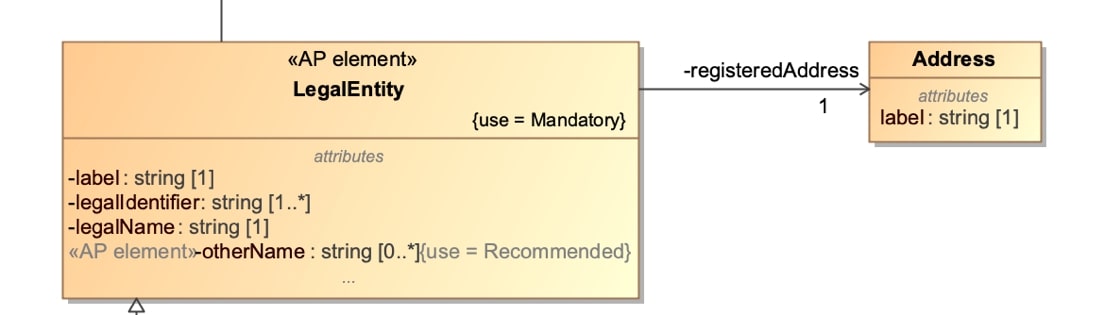 «AP element»
LegalEntity
{use = Mandatory}
attributes
-label : string [1]
-legalIdentifier : string [1..*]
-legalName : string [1]
«AP element»-otherName : string [0..*]{use = Recommended}
...
-registeredAddress
1
Address
attributes
label : string [1]